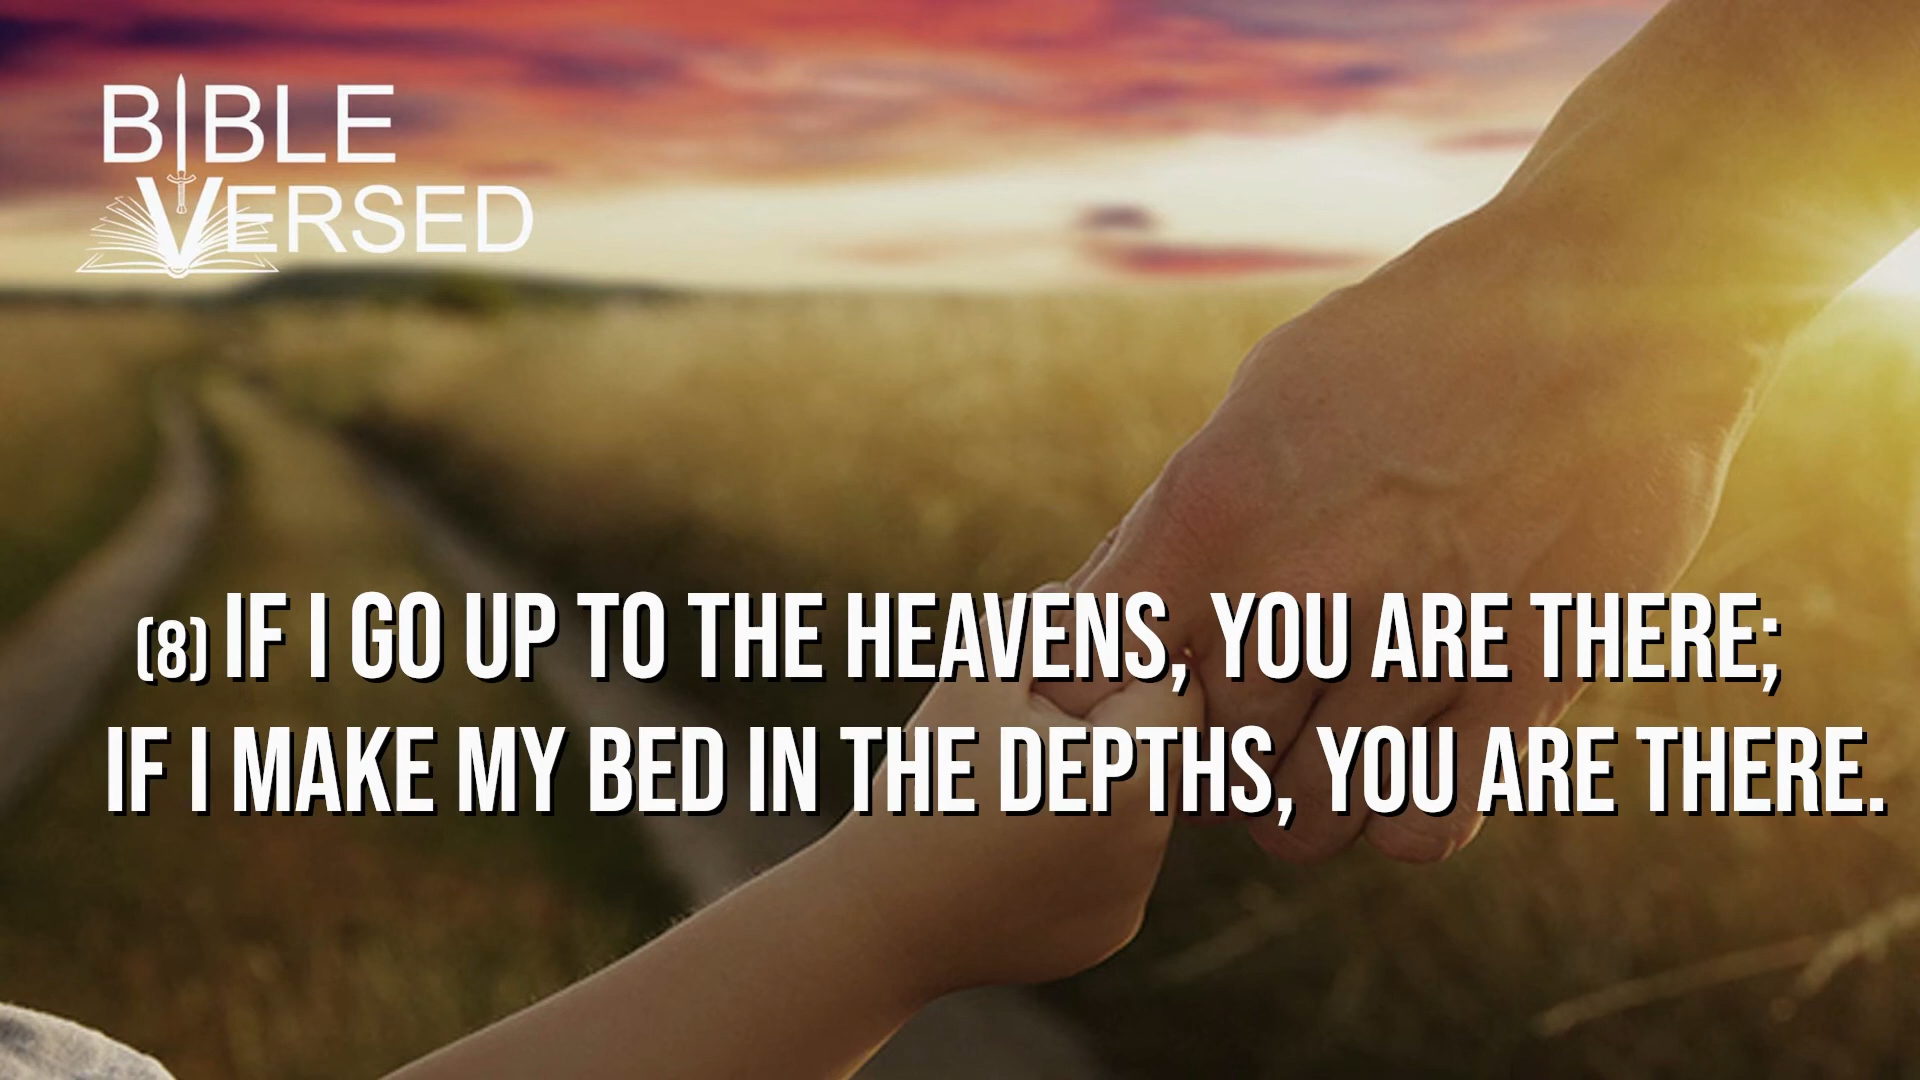 BIBLE
VERSED
(8) IF I GO UP TO THE HEAVENS, YOU ARE THERE;
IF I MAKE MY BED IN THE DEPTHS, YOU ARE THERE.